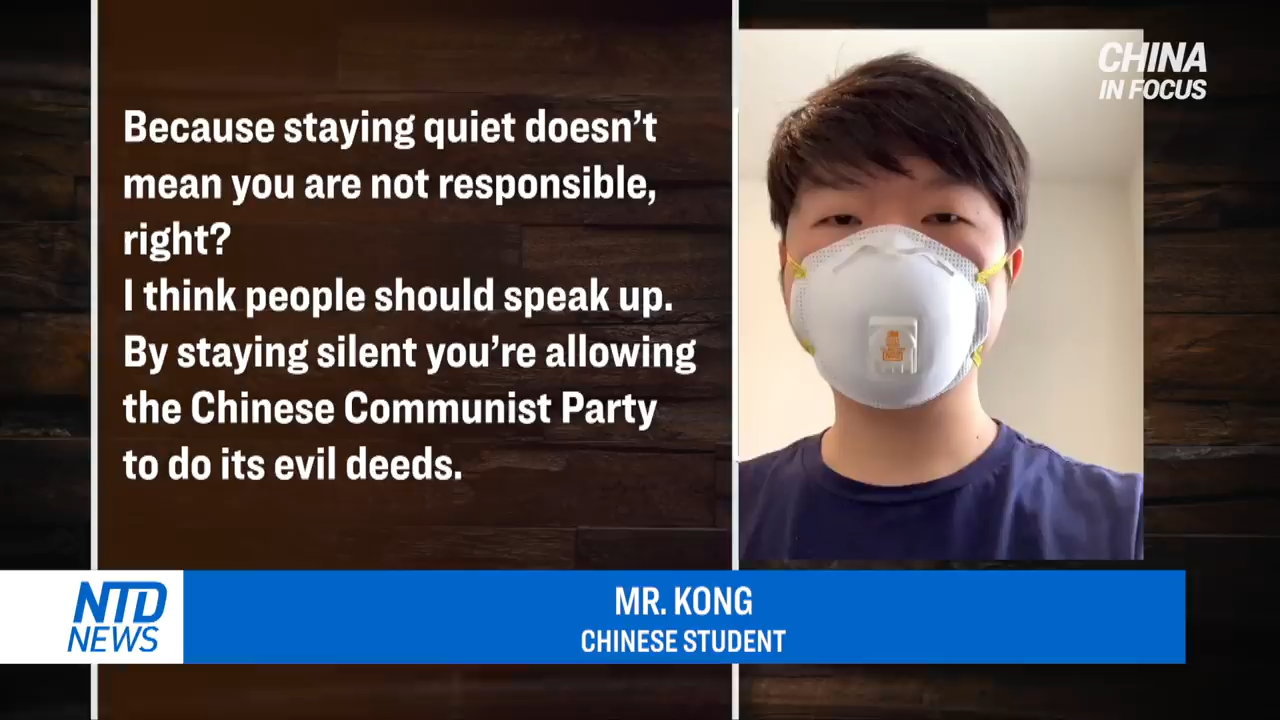 CHINA
IN FOCUS
Because staying quiet doesn’t
mean you are not responsible,
right?
I think people should speak up.
By staying silent you’re allowing
the Chinese Communist Party
to do its evil deeds.
NTD
NEWS
MR. KONG
CHINESE STUDENT